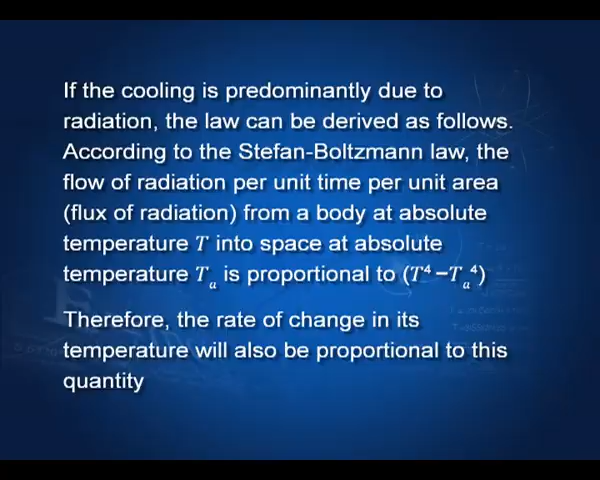 If the cooling is predominantly due to
radiation, the law can be derived as follows.
According to the Stefan-Boltzmann law, the
flow of radiation per unit time per unit area
(flux of radiation) from a body at absolute
temperature T into space at absolute
temperature Tₐ is proportional to (T⁴ −Tₐ⁴)
Therefore, the rate of change in its
temperature will also be proportional to this
quantity